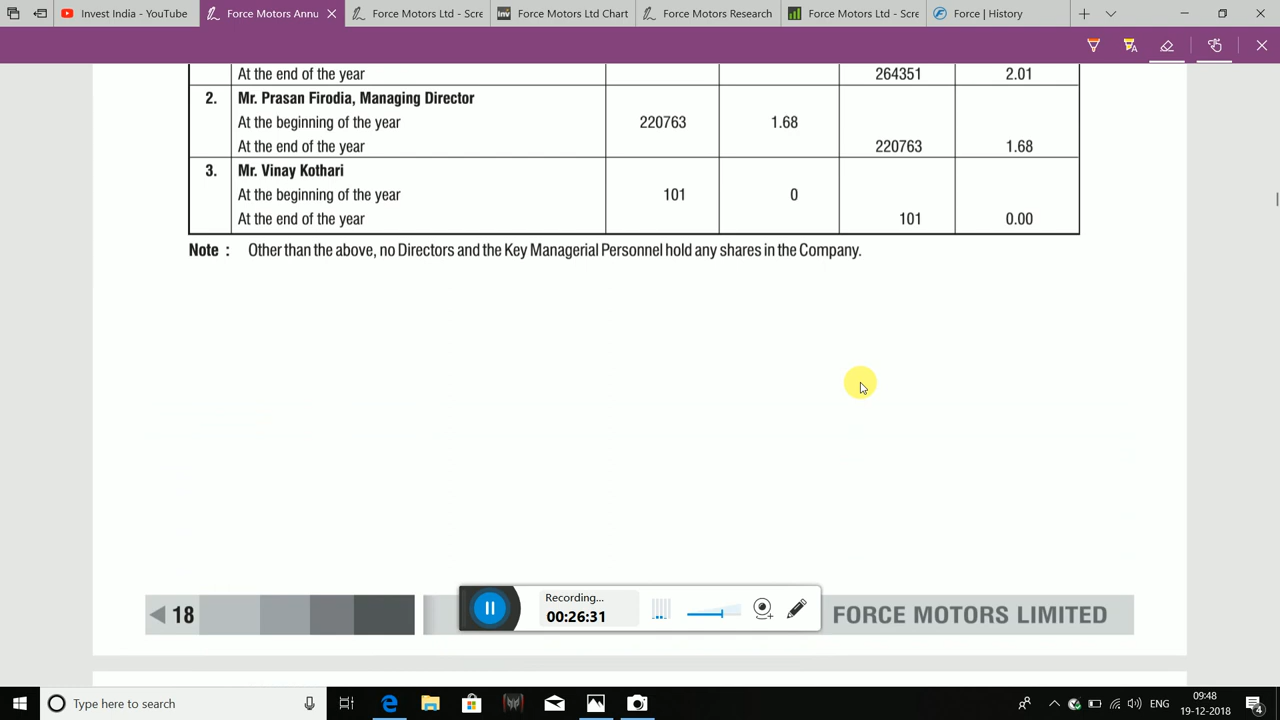 Invest India - YouTube
Force Motors Annu
Force Motors Ltd - Scre
Force Motors Ltd Chart
Force Motors Research
Force Motors Ltd - Scre
Force | History
At the end of the year 264351 2.01
2. Mr. Prasan Firodia, Managing Director
At the beginning of the year 220763 1.68
At the end of the year 220763 1.68
3. Mr. Vinay Kothari
At the beginning of the year 101 0
At the end of the year 101 0.00
Note : Other than the above, no Directors and the Key Managerial Personnel hold any shares in the Company.
18
Recording...
00:26:31
FORCE MOTORS LIMITED
Type here to search
ENG
09:48
19-12-2018
4